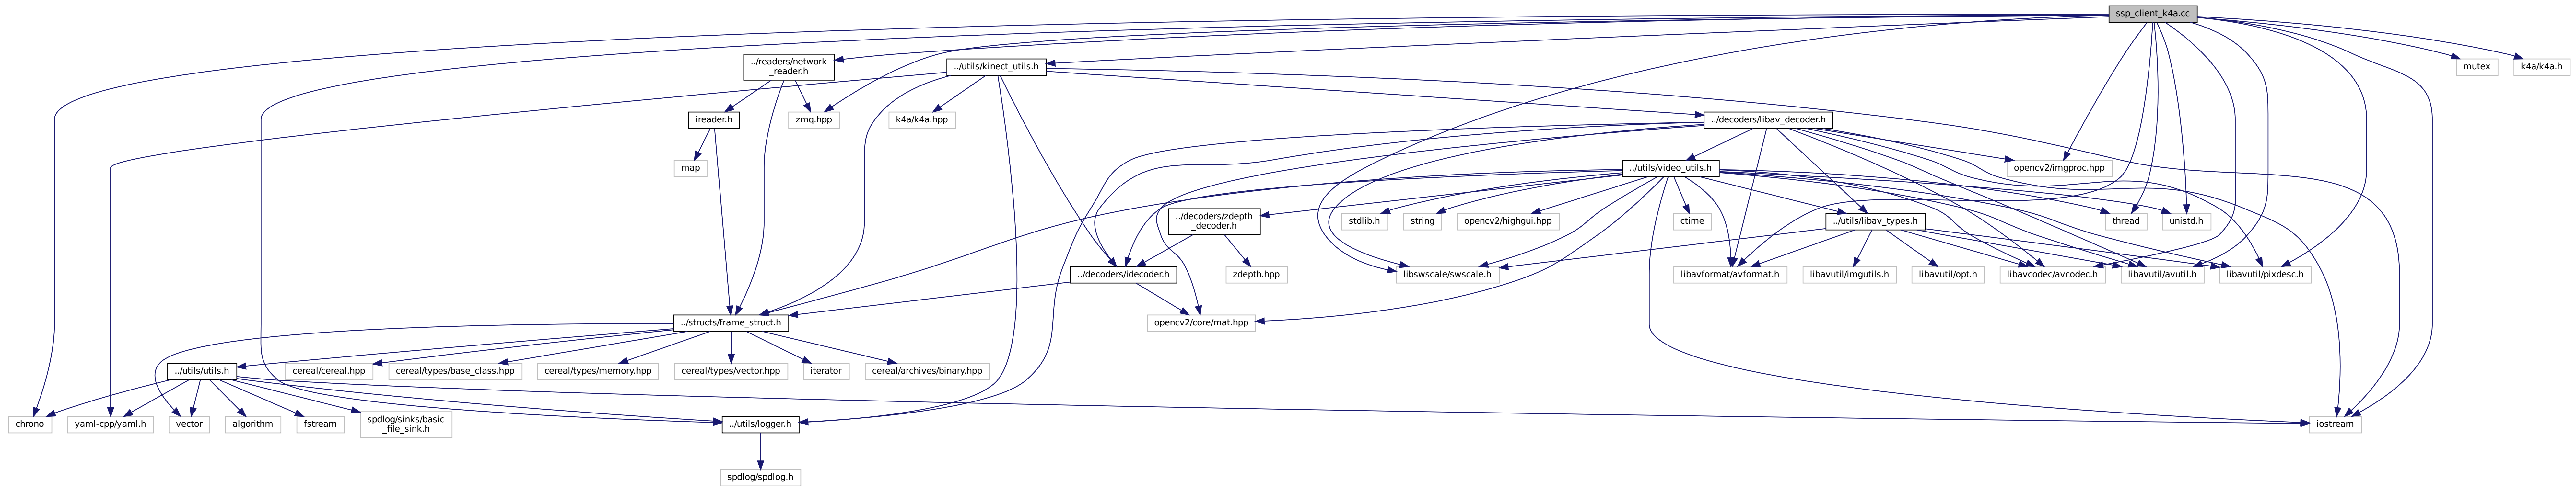 ssp_client_k4a.cc
../readers/network
_reader.h
../utils/kinect_utils.h
mutex
k4a/k4a.h
ireader.h
zmq.hpp
k4a/k4a.hpp
../decoders/libav_decoder.h
map
../utils/video_utils.h
opencv2/imgproc.hpp
../decoders/zdepth
_decoder.h
stdlib.h
string
opencv2/highgui.hpp
ctime
../utils/libav_types.h
thread
unistd.h
../decoders/idecoder.h
zdepth.hpp
libswscale/swscale.h
libavformat/avformat.h
libavutil/imgutils.h
libavutil/opt.h
libavcodec/avcodec.h
libavutil/avutil.h
libavutil/pixdesc.h
../structs/frame_struct.h
opencv2/core/mat.hpp
../utils/utils.h
cereal/cereal.hpp
cereal/types/base_class.hpp
cereal/types/memory.hpp
cereal/types/vector.hpp
iterator
cereal/archives/binary.hpp
chrono
yaml-cpp/yaml.h
vector
algorithm
fstream
spdlog/sinks/basic
_file_sink.h
../utils/logger.h
iostream
spdlog/spdlog.h